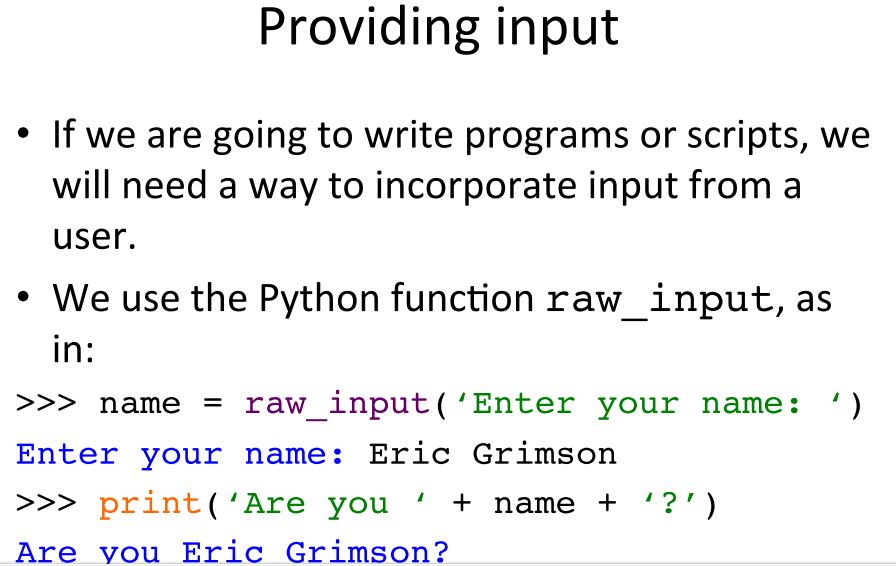 Providing input
• If we are going to write programs or scripts, we
will need a way to incorporate input from a
user.
• We use the Python function raw_input, as
in:
>>> name = raw_input(‘Enter your name: ‘)
Enter your name: Eric Grimson
>>> print(‘Are you ‘ + name + ‘?’)
Are you Eric Grimson?